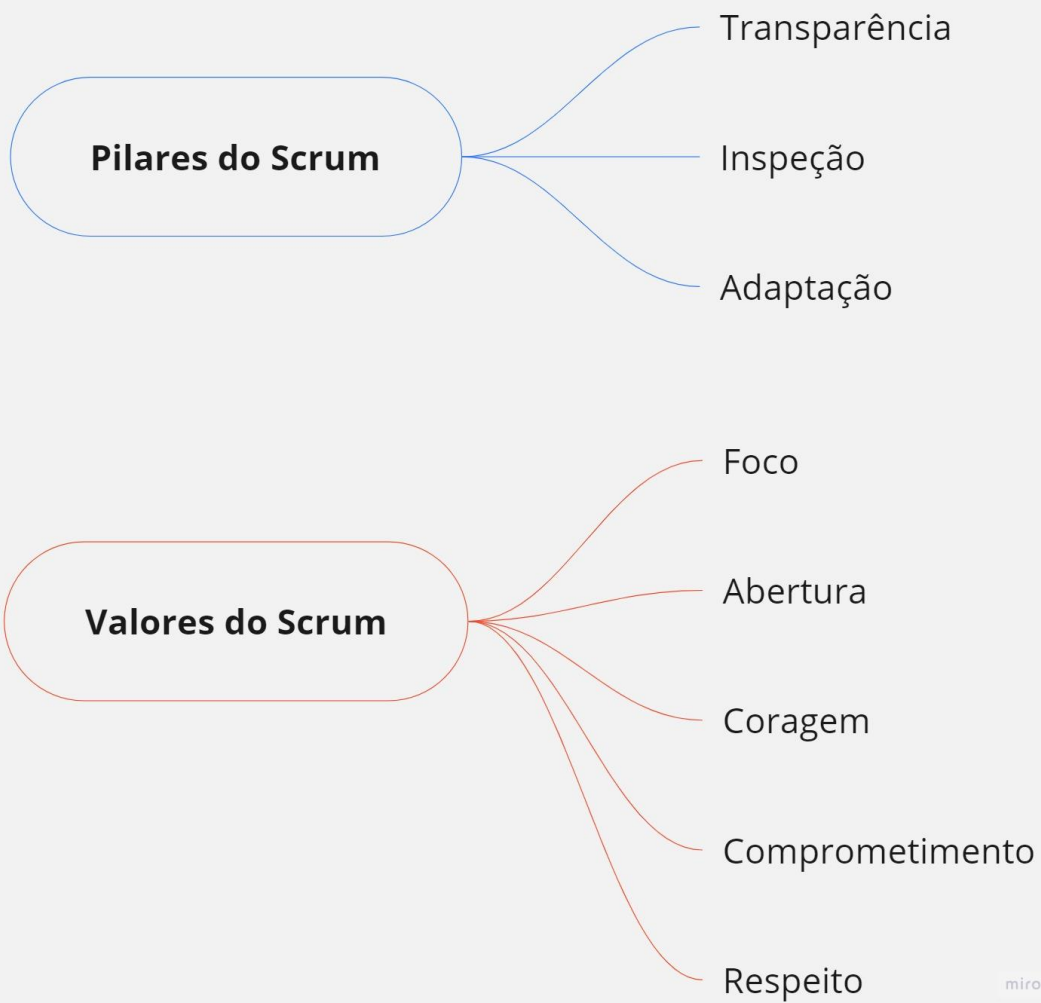 Pilares do Scrum
Transparência
Inspeção
Adaptação
Valores do Scrum
Foco
Abertura
Coragem
Comprometimento
Respeito
miro